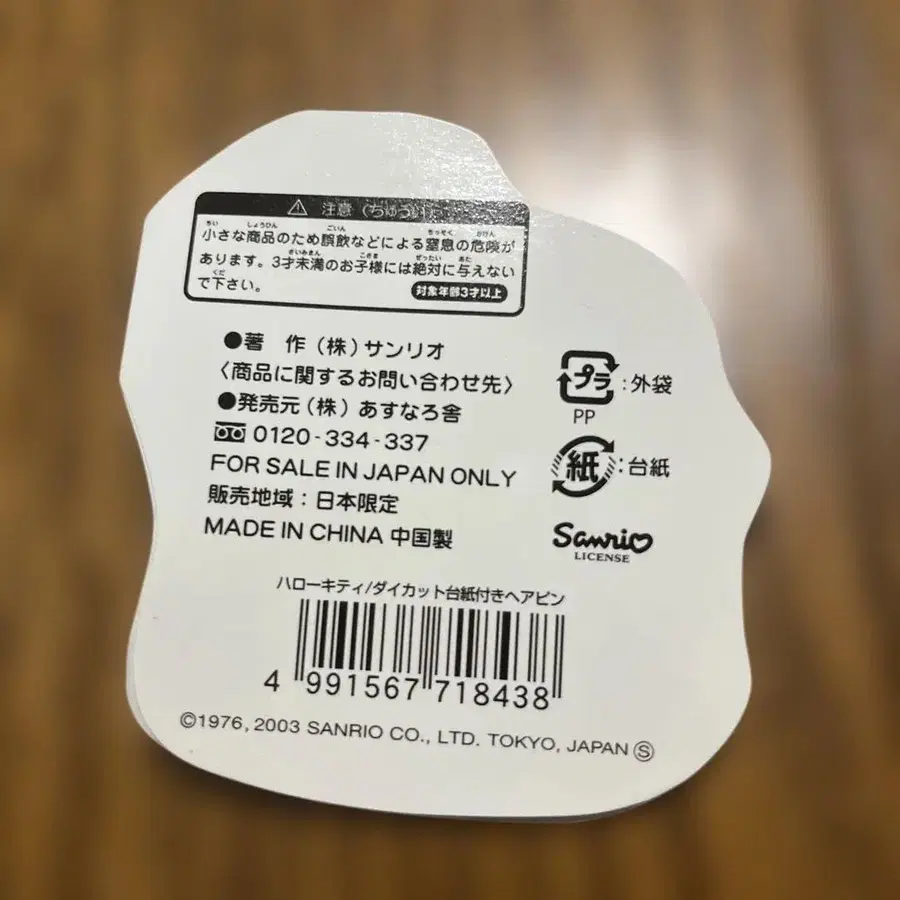 ⚠ 注意（ちゅうい）
小さな商品のため誤飲などによる窒息の危険が
あります。3才未満のお子様には絶対に与えない
で下さい。
対象年齢3才以上
●著 作（株）サンリオ
〈商品に関するお問い合わせ先〉
●発売元（株）あすなろ舎
0120-334-337
FOR SALE IN JAPAN ONLY
販売地域：日本限定
MADE IN CHINA 中国製
プラ：外袋
PP
紙：台紙
Sanrio
LICENSE
ハローキティ/ダイカット台紙付きヘアピン
4 991567 718438
©1976, 2003 SANRIO CO., LTD. TOKYO, JAPAN Ⓢ